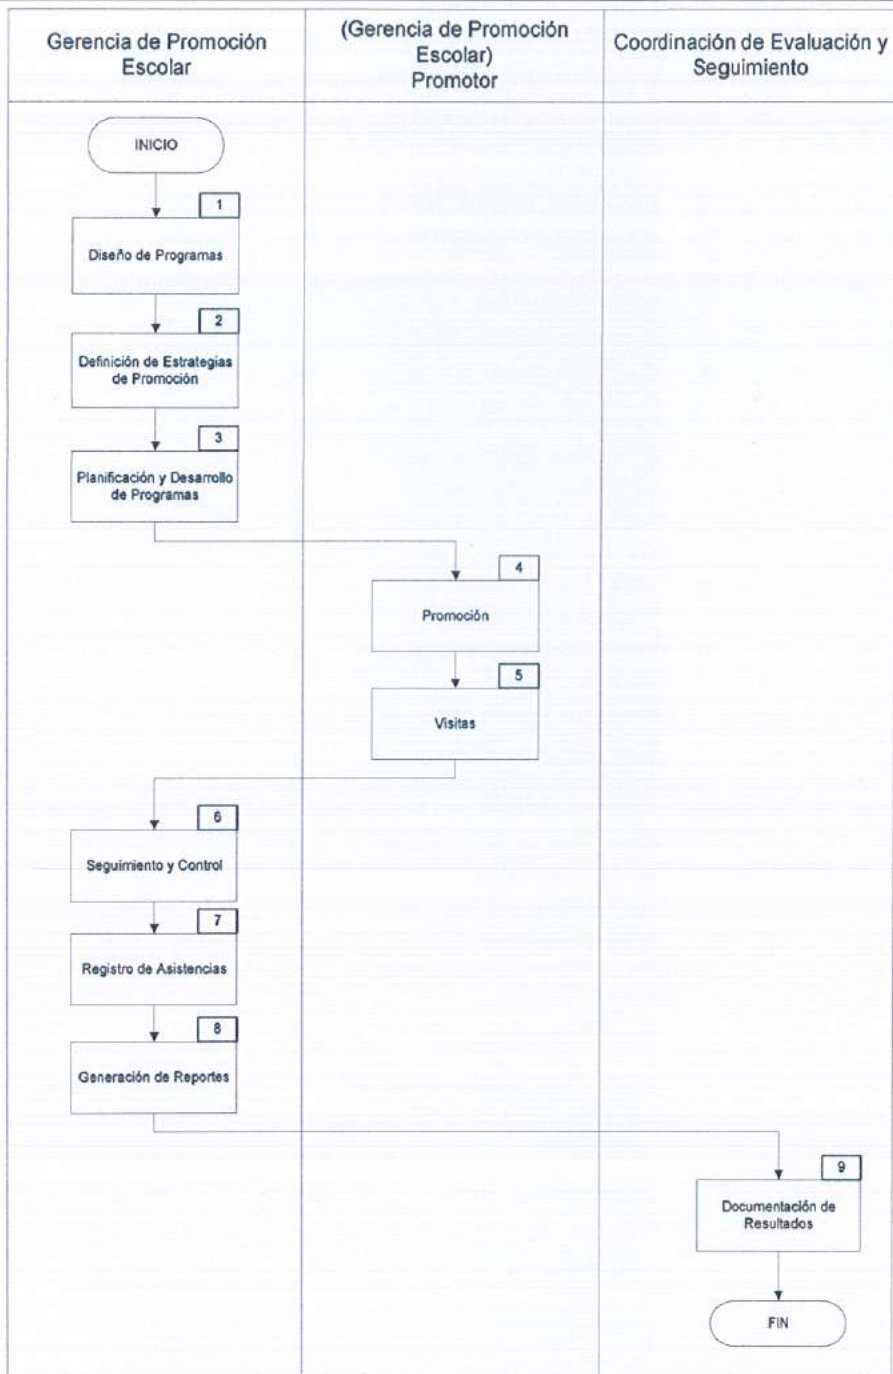 Gerencia de Promoción
Escolar
(Gerencia de Promoción
Escolar)
Promotor
Coordinación de Evaluación y
Seguimiento
INICIO
1
Diseño de Programas
2
Definición de Estrategias
de Promoción
3
Planificación y Desarrollo
de Programas
4
Promoción
5
Visitas
6
Seguimiento y Control
7
Registro de Asistencias
8
Generación de Reportes
9
Documentación de
Resultados
FIN